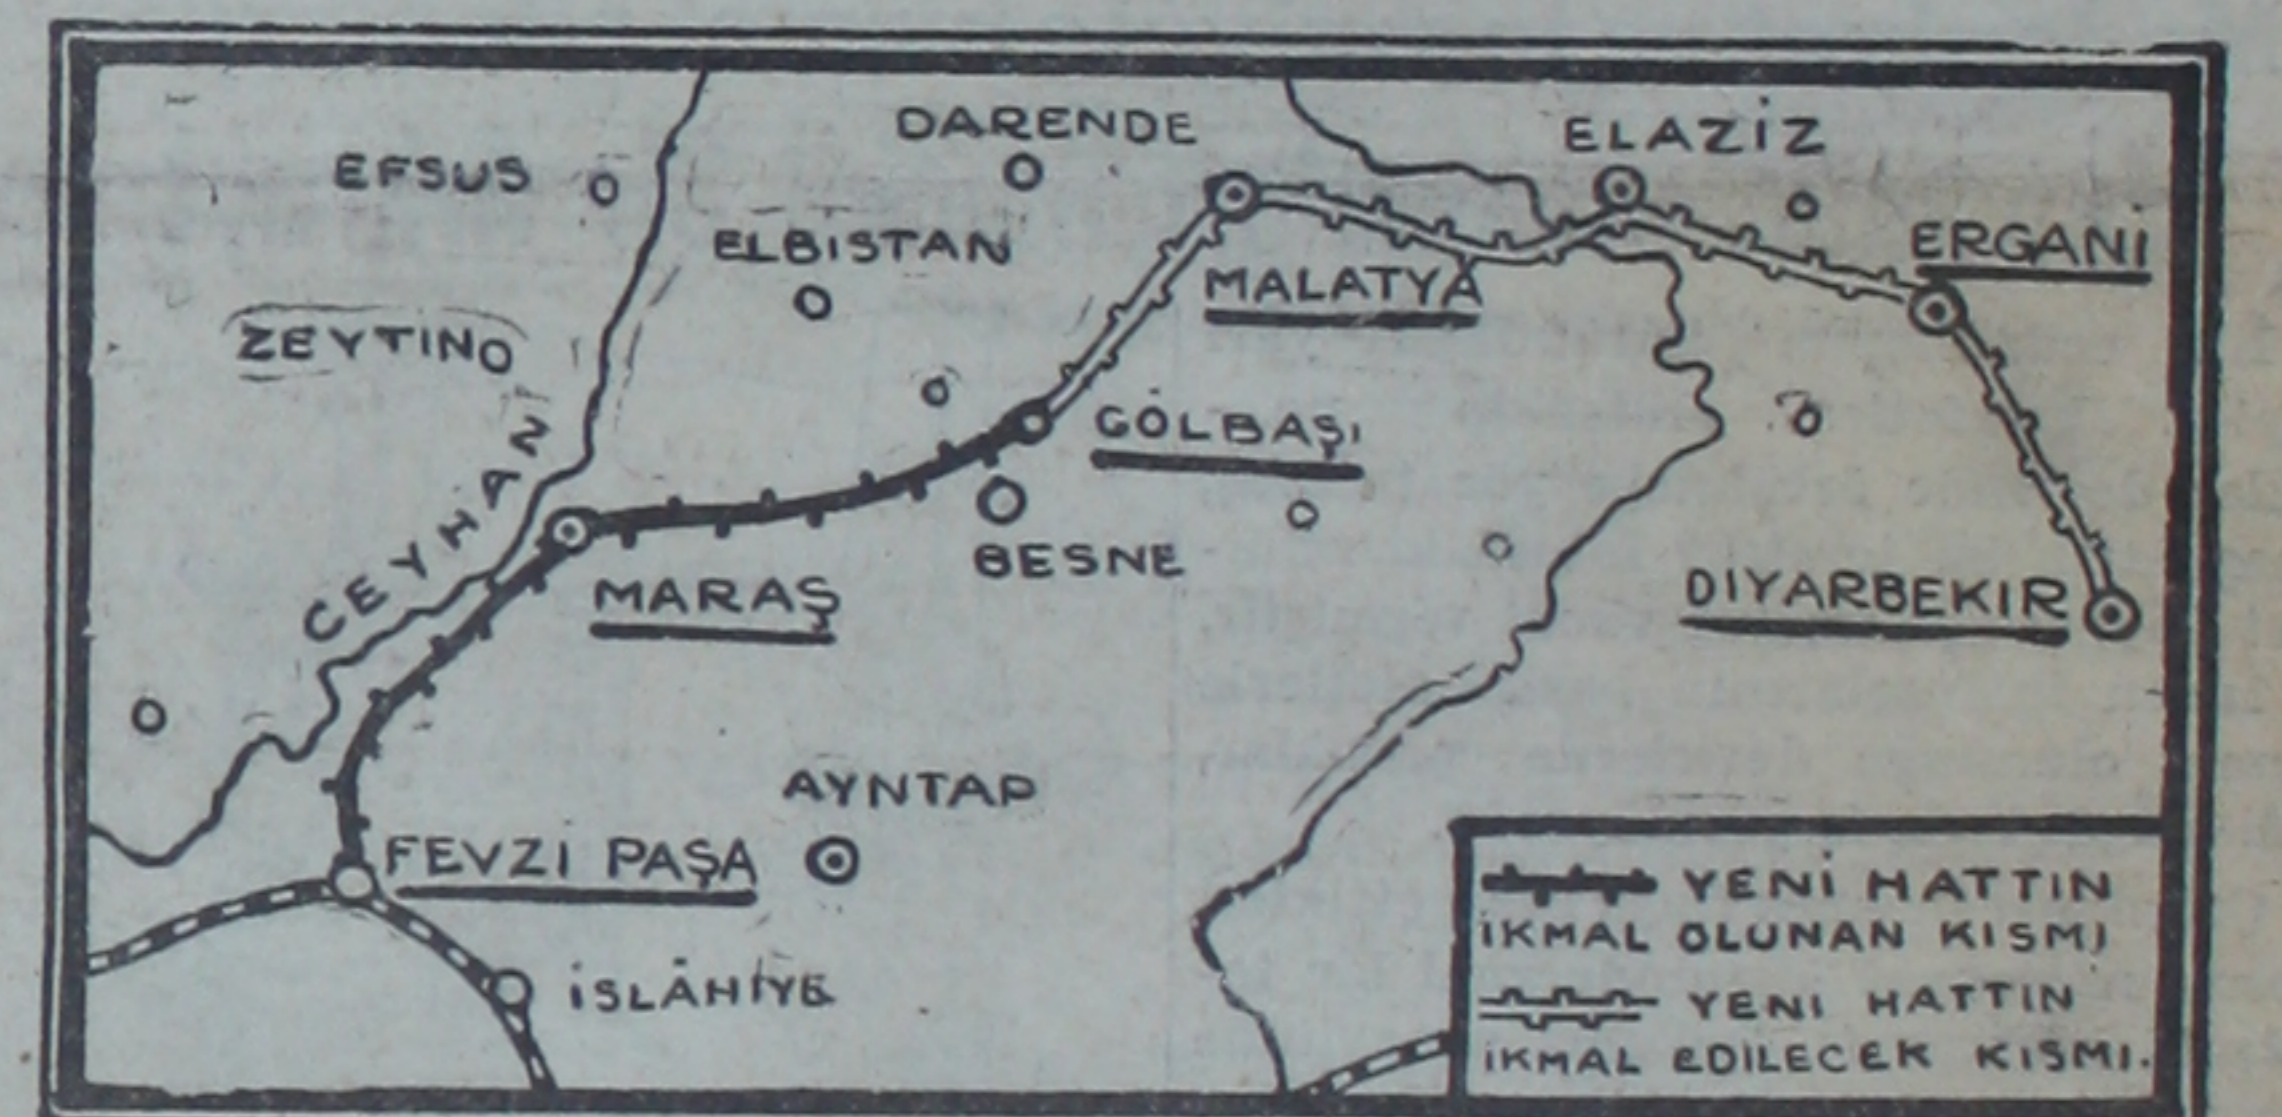 DARENDE
ELAZİZ
EFSUS
ELBISTAN
ERGANİ
MALATYA
ZEYTIN
GÖLBAŞI
CEYHAN
BESNE
MARAŞ
DIYARBEKIR
AYNTAP
FEVZİ PAŞA
İSLÂHİYE
YENİ HATTIN
İKMAL OLUNAN KISMI
YENI HATTIN
İKMAL EDİLECEK KISMI.